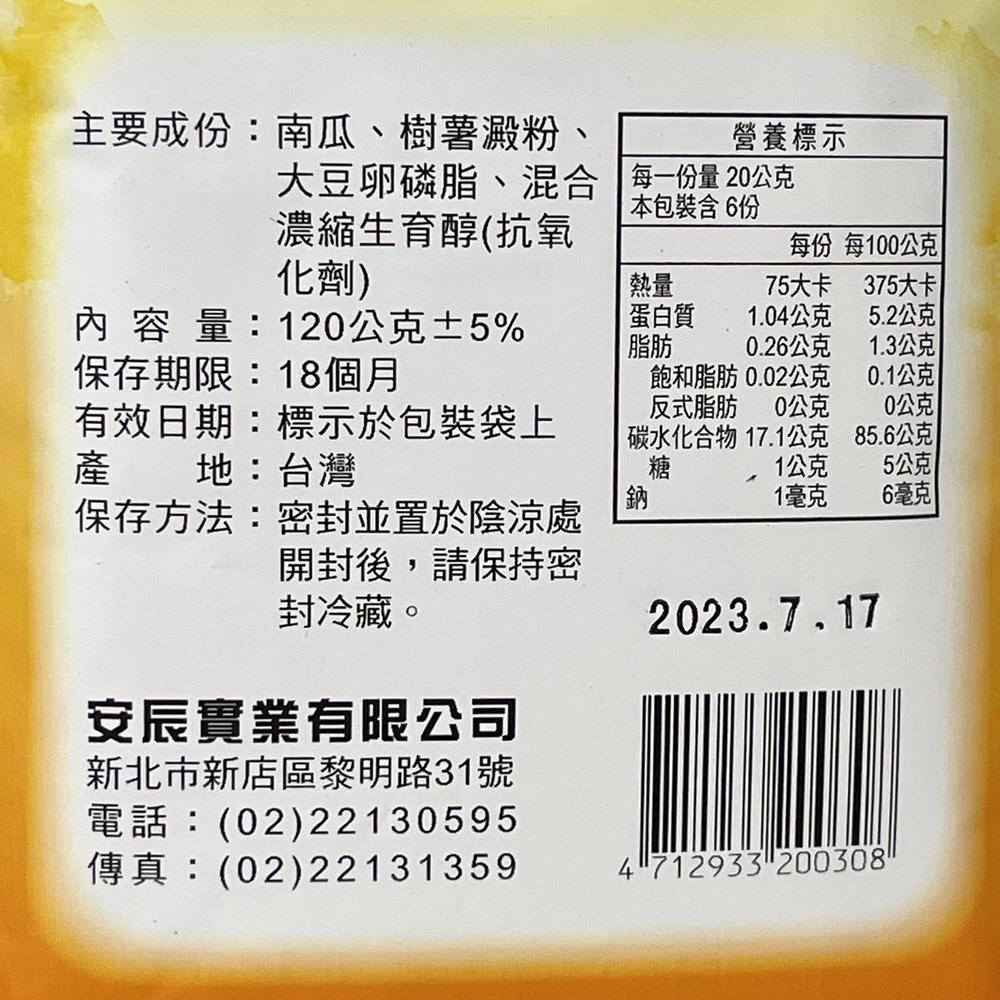 主要成份：南瓜、樹薯澱粉、
大豆卵磷脂、混合
濃縮生育醇(抗氧
化劑)
內容量：120公克±5%
保存期限：18個月
有效日期：標示於包裝袋上
產地：台灣
保存方法：密封並置於陰涼處
開封後，請保持密
封冷藏。
營養標示
每一份量 20公克
本包裝含 6份
每份 每100公克
熱量 75大卡 375大卡
蛋白質 1.04公克 5.2公克
脂肪 0.26公克 1.3公克
飽和脂肪 0.02公克 0.1公克
反式脂肪 0公克 0公克
碳水化合物 17.1公克 85.6公克
糖 1公克 5公克
鈉 1毫克 6毫克
2023.7.17
安辰實業有限公司
新北市新店區黎明路31號
電話：(02)22130595
傳真：(02)22131359
4 712933 200308